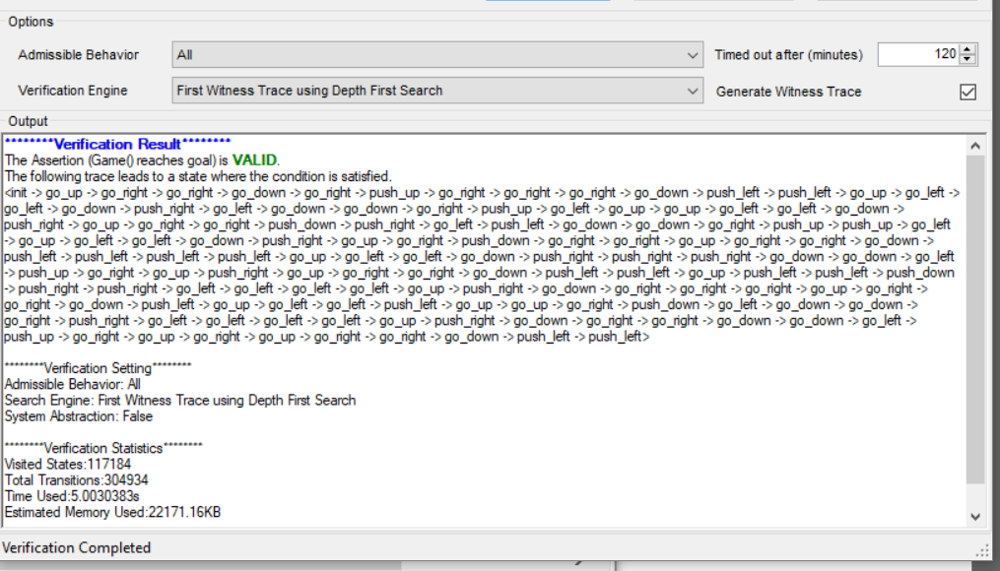 Options
Admissible Behavior All Timed out after (minutes) 120
Verification Engine First Witness Trace using Depth First Search Generate Witness Trace
Output
********Verification Result********
The Assertion (Game() reaches goal) is VALID.
The following trace leads to a state where the condition is satisfied.
<init -> go_up -> go_right -> go_right -> go_down -> go_right -> push_up -> go_right -> go_right -> go_right -> go_down -> push_left -> push_left -> go_up -> go_left ->
go_left -> go_down -> push_right -> go_left -> go_down -> go_down -> go_right -> push_up -> go_left -> go_up -> go_up -> go_left -> go_left -> go_down ->
push_right -> go_up -> go_right -> go_right -> push_down -> push_right -> go_left -> push_left -> go_down -> go_down -> go_right -> push_up -> push_up -> go_left
-> go_up -> go_left -> go_left -> go_down -> push_right -> go_up -> go_right -> push_down -> go_right -> go_right -> go_up -> go_right -> go_right -> go_down ->
push_left -> push_left -> push_left -> push_left -> go_up -> go_left -> go_left -> go_down -> push_right -> push_right -> push_right -> go_down -> go_down -> go_left
-> push_up -> go_right -> go_up -> push_right -> go_up -> go_right -> go_right -> go_down -> push_left -> push_left -> go_up -> push_left -> push_left -> push_down
-> push_right -> push_right -> go_left -> go_left -> go_left -> go_left -> go_up -> push_right -> go_down -> go_right -> go_right -> go_right -> go_up -> go_right ->
go_right -> go_down -> push_left -> go_up -> go_left -> go_left -> push_left -> go_up -> go_up -> go_right -> push_down -> go_left -> go_down -> go_down ->
go_right -> push_right -> go_left -> go_left -> go_left -> go_left -> go_up -> push_right -> go_down -> go_right -> go_right -> go_down -> go_down -> go_left ->
push_up -> go_right -> go_up -> go_right -> go_up -> go_right -> go_right -> go_down -> push_left -> push_left>
********Verification Setting********
Admissible Behavior: All
Search Engine: First Witness Trace using Depth First Search
System Abstraction: False
********Verification Statistics********
Visited States:117184
Total Transitions:304934
Time Used:5.0030383s
Estimated Memory Used:22171.16KB
Verification Completed